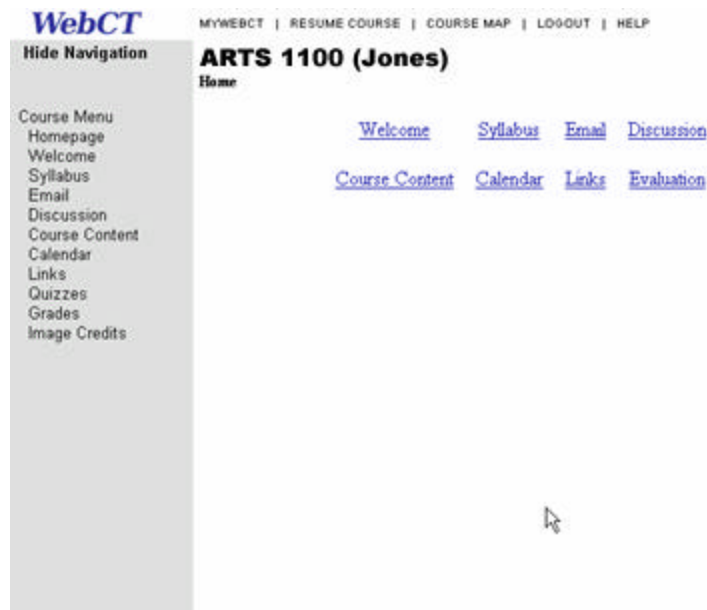 WebCT
MYWEBCT | RESUME COURSE | COURSE MAP | LOGOUT | HELP
Hide Navigation
ARTS 1100 (Jones)
Home
Course Menu
Homepage
Welcome
Syllabus
Email
Discussion
Course Content
Calendar
Links
Quizzes
Grades
Image Credits
Welcome Syllabus Email Discussion
Course Content Calendar Links Evaluation